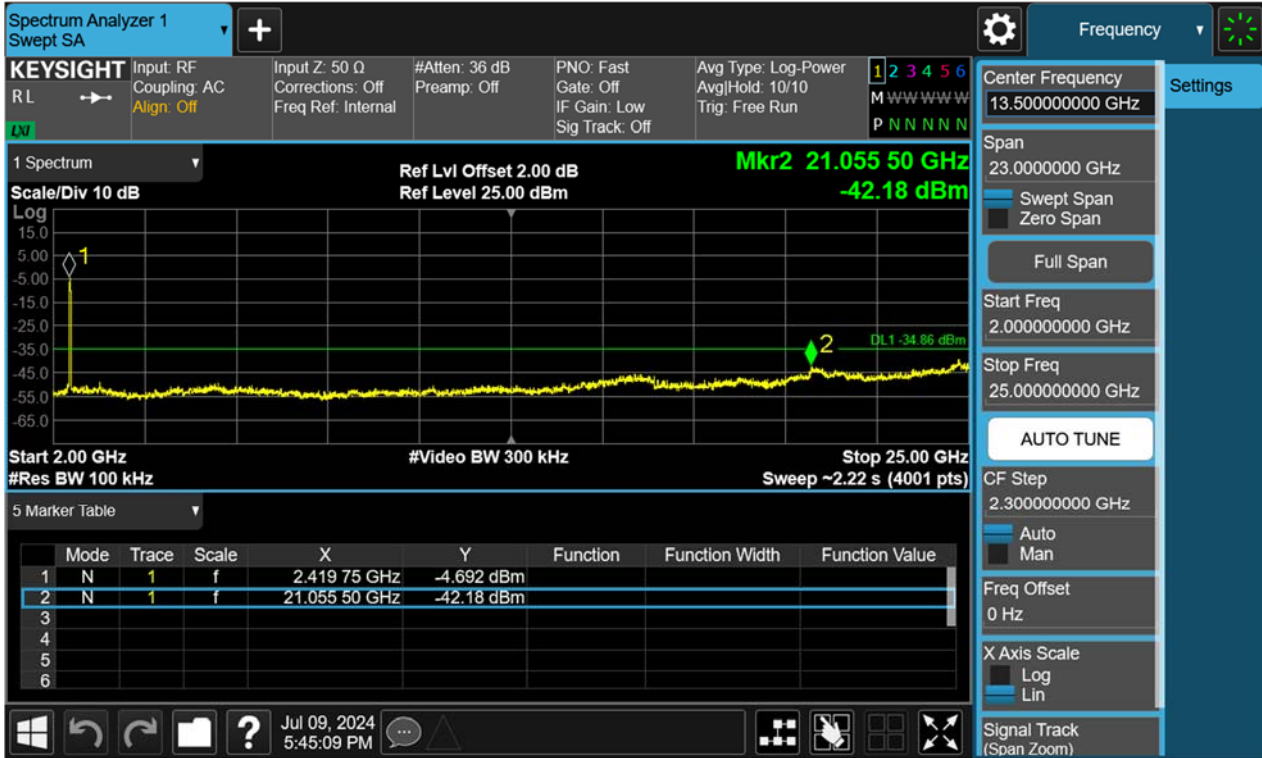 Spectrum Analyzer 1
Swept SA
Frequency
KEYSIGHT
R L
LXI
Input: RF
Coupling: AC
Align: Off
Input Z: 50 Ω
Corrections: Off
Freq Ref: Internal
#Atten: 36 dB
Preamp: Off
PNO: Fast
Gate: Off
IF Gain: Low
Sig Track: Off
Avg Type: Log-Power
Avg|Hold: 10/10
Trig: Free Run
1 2 3 4 5 6
M W W W W W
P N N N N N
1 Spectrum
Scale/Div 10 dB
Ref Lvl Offset 2.00 dB
Ref Level 25.00 dBm
Mkr2 21.055 50 GHz
-42.18 dBm
Log
15.0
5.00
-5.00
-15.0
-25.0
-35.0
-45.0
-55.0
-65.0
1
2
DL1 -34.86 dBm
Start 2.00 GHz
#Video BW 300 kHz
Stop 25.00 GHz
#Res BW 100 kHz
Sweep ~2.22 s (4001 pts)
5 Marker Table
Mode Trace Scale X Y Function Function Width Function Value
1 N 1 f 2.419 75 GHz -4.692 dBm
2 N 1 f 21.055 50 GHz -42.18 dBm
3
4
5
6
?
Jul 09, 2024
5:45:09 PM
Settings
Center Frequency
13.500000000 GHz
Span
23.0000000 GHz
Swept Span
Zero Span
Full Span
Start Freq
2.000000000 GHz
Stop Freq
25.000000000 GHz
AUTO TUNE
CF Step
2.300000000 GHz
Auto
Man
Freq Offset
0 Hz
X Axis Scale
Log
Lin
Signal Track
(Span Zoom)